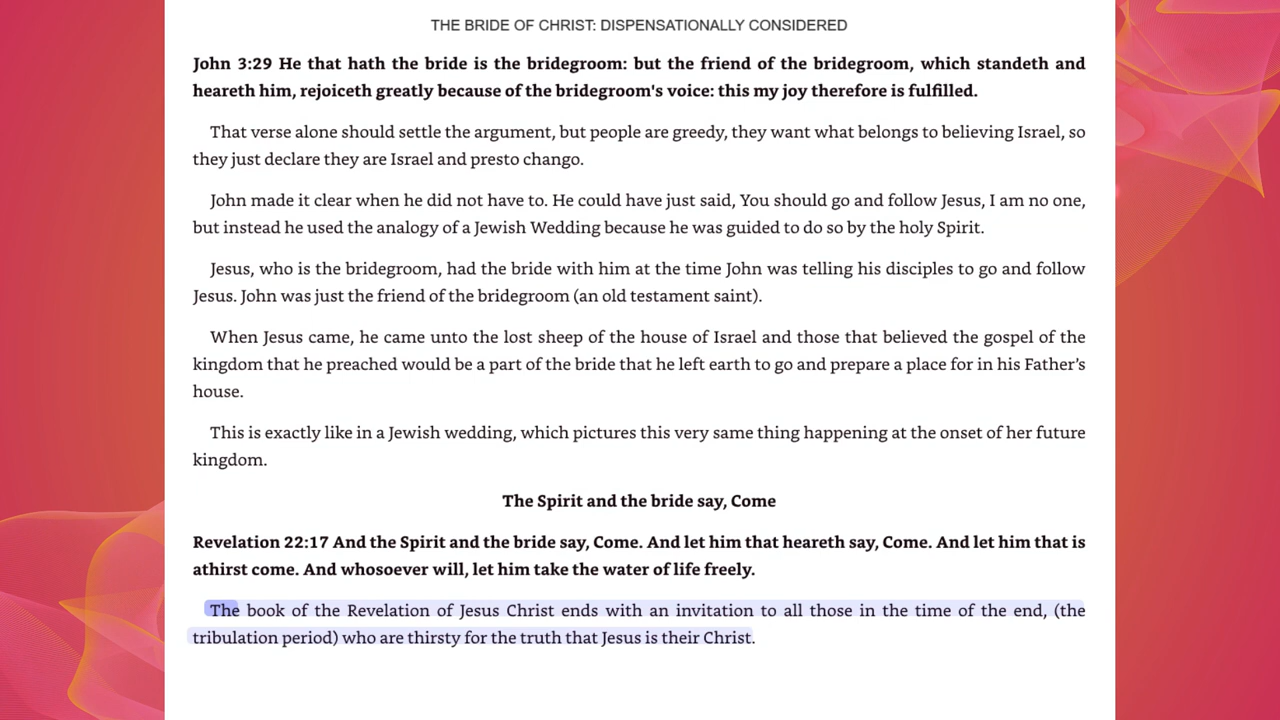 THE BRIDE OF CHRIST: DISPENSATIONALLY CONSIDERED
John 3:29 He that hath the bride is the bridegroom: but the friend of the bridegroom, which standeth and
heareth him, rejoiceth greatly because of the bridegroom's voice: this my joy therefore is fulfilled.
That verse alone should settle the argument, but people are greedy, they want what belongs to believing Israel, so
they just declare they are Israel and presto chango.
John made it clear when he did not have to. He could have just said, You should go and follow Jesus, I am no one,
but instead he used the analogy of a Jewish Wedding because he was guided to do so by the holy Spirit.
Jesus, who is the bridegroom, had the bride with him at the time John was telling his disciples to go and follow
Jesus. John was just the friend of the bridegroom (an old testament saint).
When Jesus came, he came unto the lost sheep of the house of Israel and those that believed the gospel of the
kingdom that he preached would be a part of the bride that he left earth to go and prepare a place for in his Father’s
house.
This is exactly like in a Jewish wedding, which pictures this very same thing happening at the onset of her future
kingdom.
The Spirit and the bride say, Come
Revelation 22:17 And the Spirit and the bride say, Come. And let him that heareth say, Come. And let him that is
athirst come. And whosoever will, let him take the water of life freely.
The book of the Revelation of Jesus Christ ends with an invitation to all those in the time of the end, (the
tribulation period) who are thirsty for the truth that Jesus is their Christ.